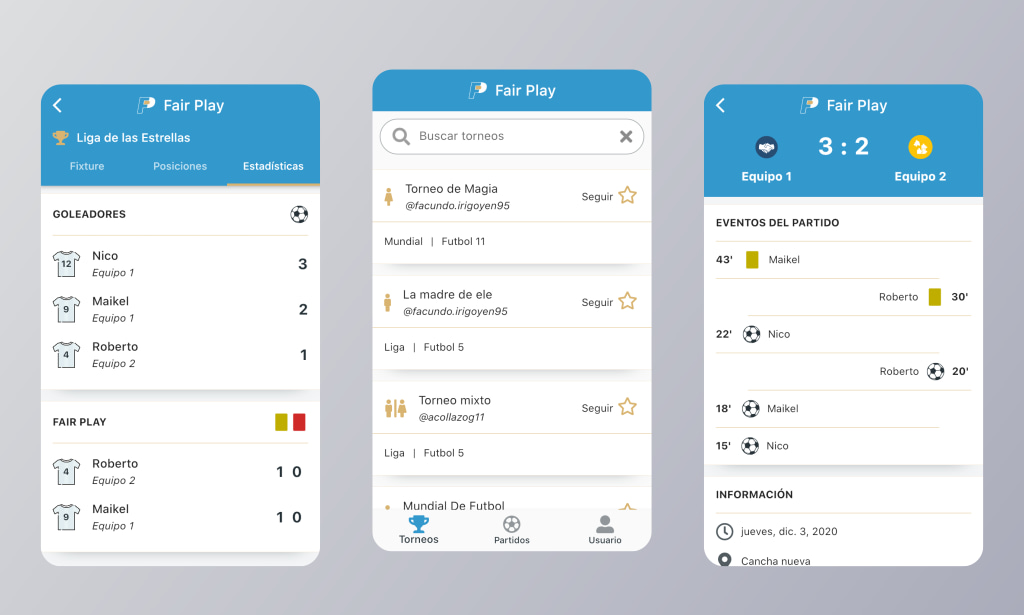 Fair Play
Liga de las Estrellas
Fixture Posiciones Estadísticas
GOLEADORES
12 Nico 3
Equipo 1
9 Maikel 2
Equipo 1
4 Roberto 1
Equipo 2
FAIR PLAY
4 Roberto 1 0
Equipo 2
9 Maikel 1 0
Equipo 1
Fair Play
Buscar torneos
Torneo de Magia
@facundo.irigoyen95
Seguir
Mundial | Futbol 11
La madre de ele
@facundo.irigoyen95
Seguir
Liga | Futbol 5
Torneo mixto
@acollazog11
Seguir
Liga | Futbol 5
Mundial De Futbol
Torneos Partidos Usuario
Fair Play
3 : 2
Equipo 1 Equipo 2
EVENTOS DEL PARTIDO
43' Maikel
Roberto 30'
22' Nico
Roberto 20'
18' Maikel
15' Nico
INFORMACIÓN
jueves, dic. 3, 2020
Cancha nueva